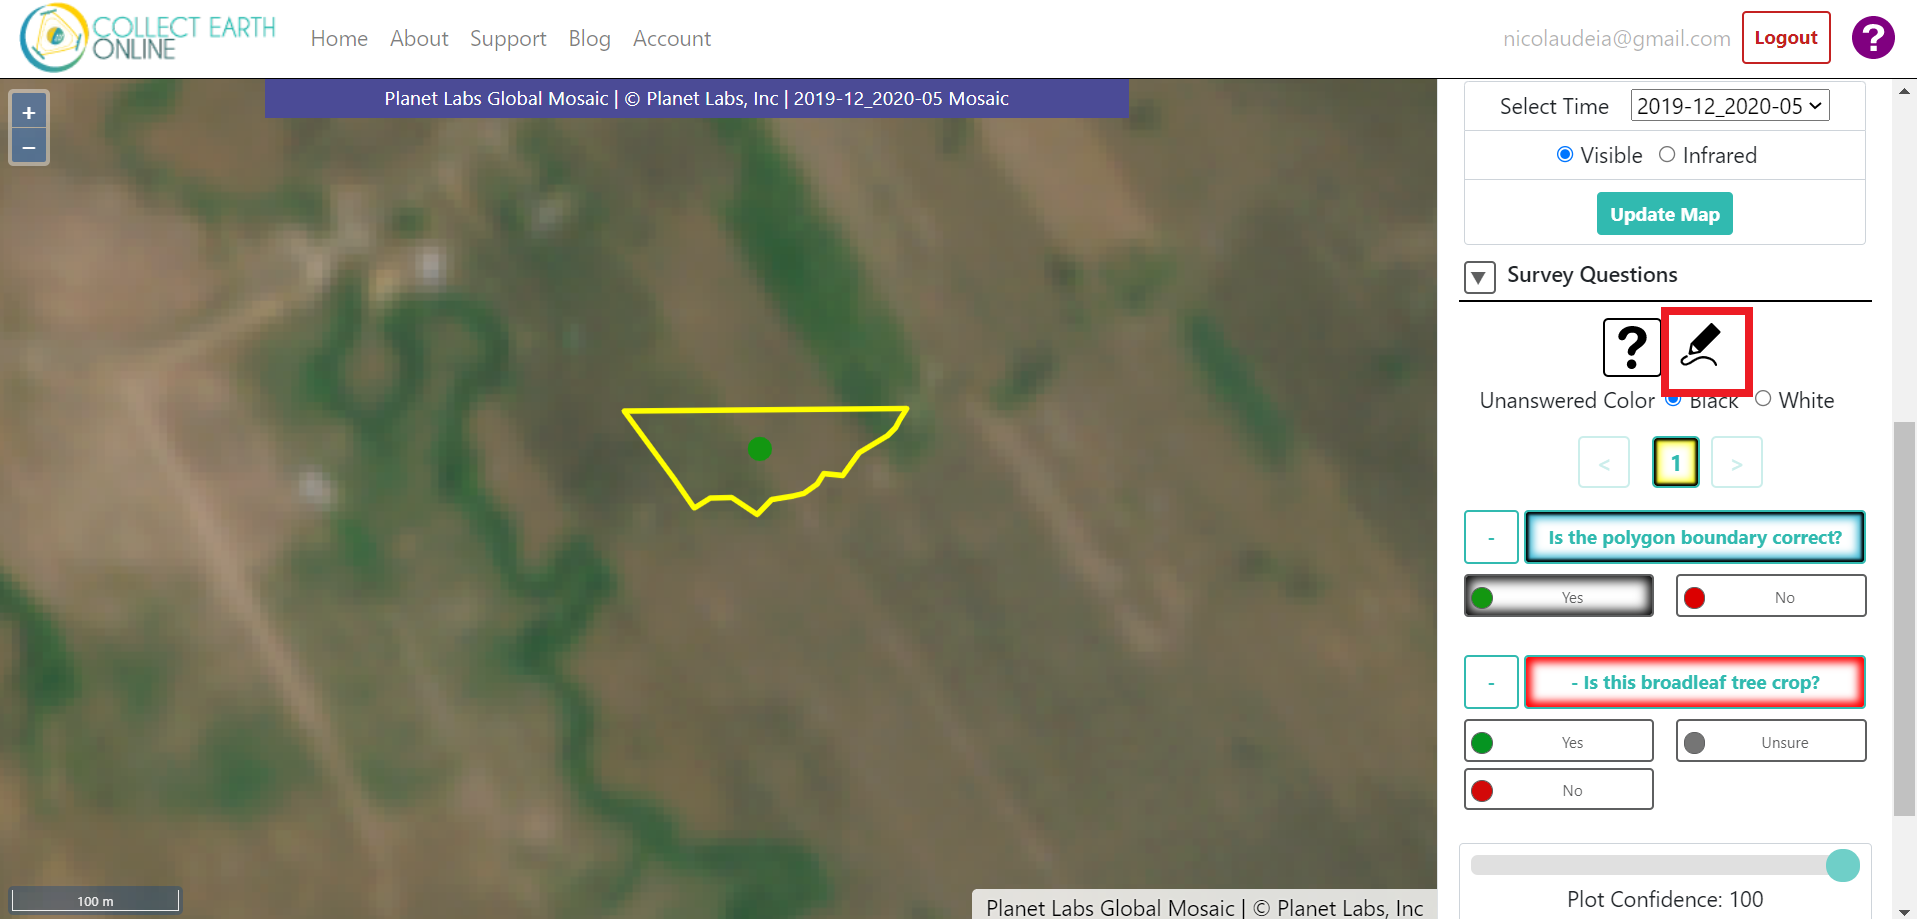 COLLECT EARTH
ONLINE
Home About Support Blog Account
nicolaudeia@gmail.com
Logout
?
+
−
Planet Labs Global Mosaic | © Planet Labs, Inc | 2019-12_2020-05 Mosaic
Select Time 2019-12_2020-05
Visible Infrared
Update Map
Survey Questions
?
Unanswered Color Black White
< 1 >
- Is the polygon boundary correct?
Yes No
- - Is this broadleaf tree crop?
Yes Unsure
No
Plot Confidence: 100
100 m
Planet Labs Global Mosaic | © Planet Labs, Inc